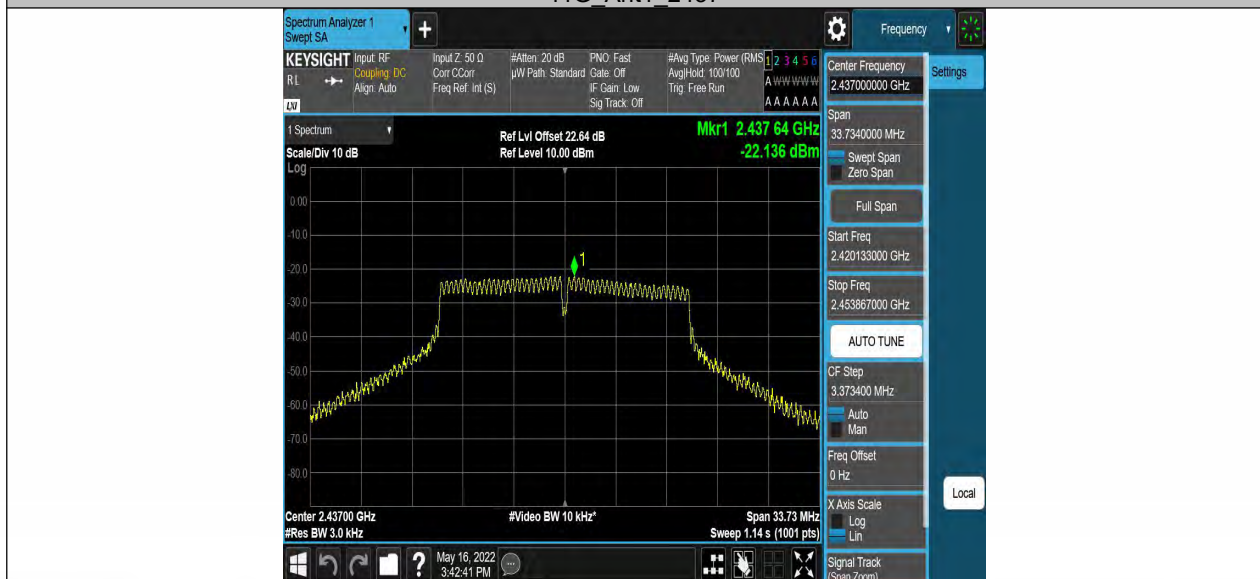 Spectrum Analyzer 1
Swept SA
+
Frequency
KEYSIGHT
Input: RF
Coupling: DC
Align: Auto
Input Z: 50 Ω
Corr CCorr
Freq Ref: Int (S)
#Atten: 20 dB
µW Path: Standard
PNO: Fast
Gate: Off
IF Gain: Low
Sig Track: Off
#Avg Type: Power (RMS
Avg|Hold: 100/100
Trig: Free Run
1 2 3 4 5 6
A W W W W W
A A A A A A
RL
LXI
Center Frequency
2.437000000 GHz
Settings
1 Spectrum
Scale/Div 10 dB
Log
Ref Lvl Offset 22.64 dB
Ref Level 10.00 dBm
Mkr1 2.437 64 GHz
-22.136 dBm
Span
33.7340000 MHz
Swept Span
Zero Span
Full Span
Start Freq
2.420133000 GHz
Stop Freq
2.453867000 GHz
AUTO TUNE
CF Step
3.373400 MHz
Auto
Man
Freq Offset
0 Hz
X Axis Scale
Log
Lin
Signal Track
(Span Zoom)
Local
0.00
-10.0
-20.0
-30.0
-40.0
-50.0
-60.0
-70.0
-80.0
1
Center 2.43700 GHz
#Res BW 3.0 kHz
#Video BW 10 kHz*
Span 33.73 MHz
Sweep 1.14 s (1001 pts)
?
May 16, 2022
3:42:41 PM